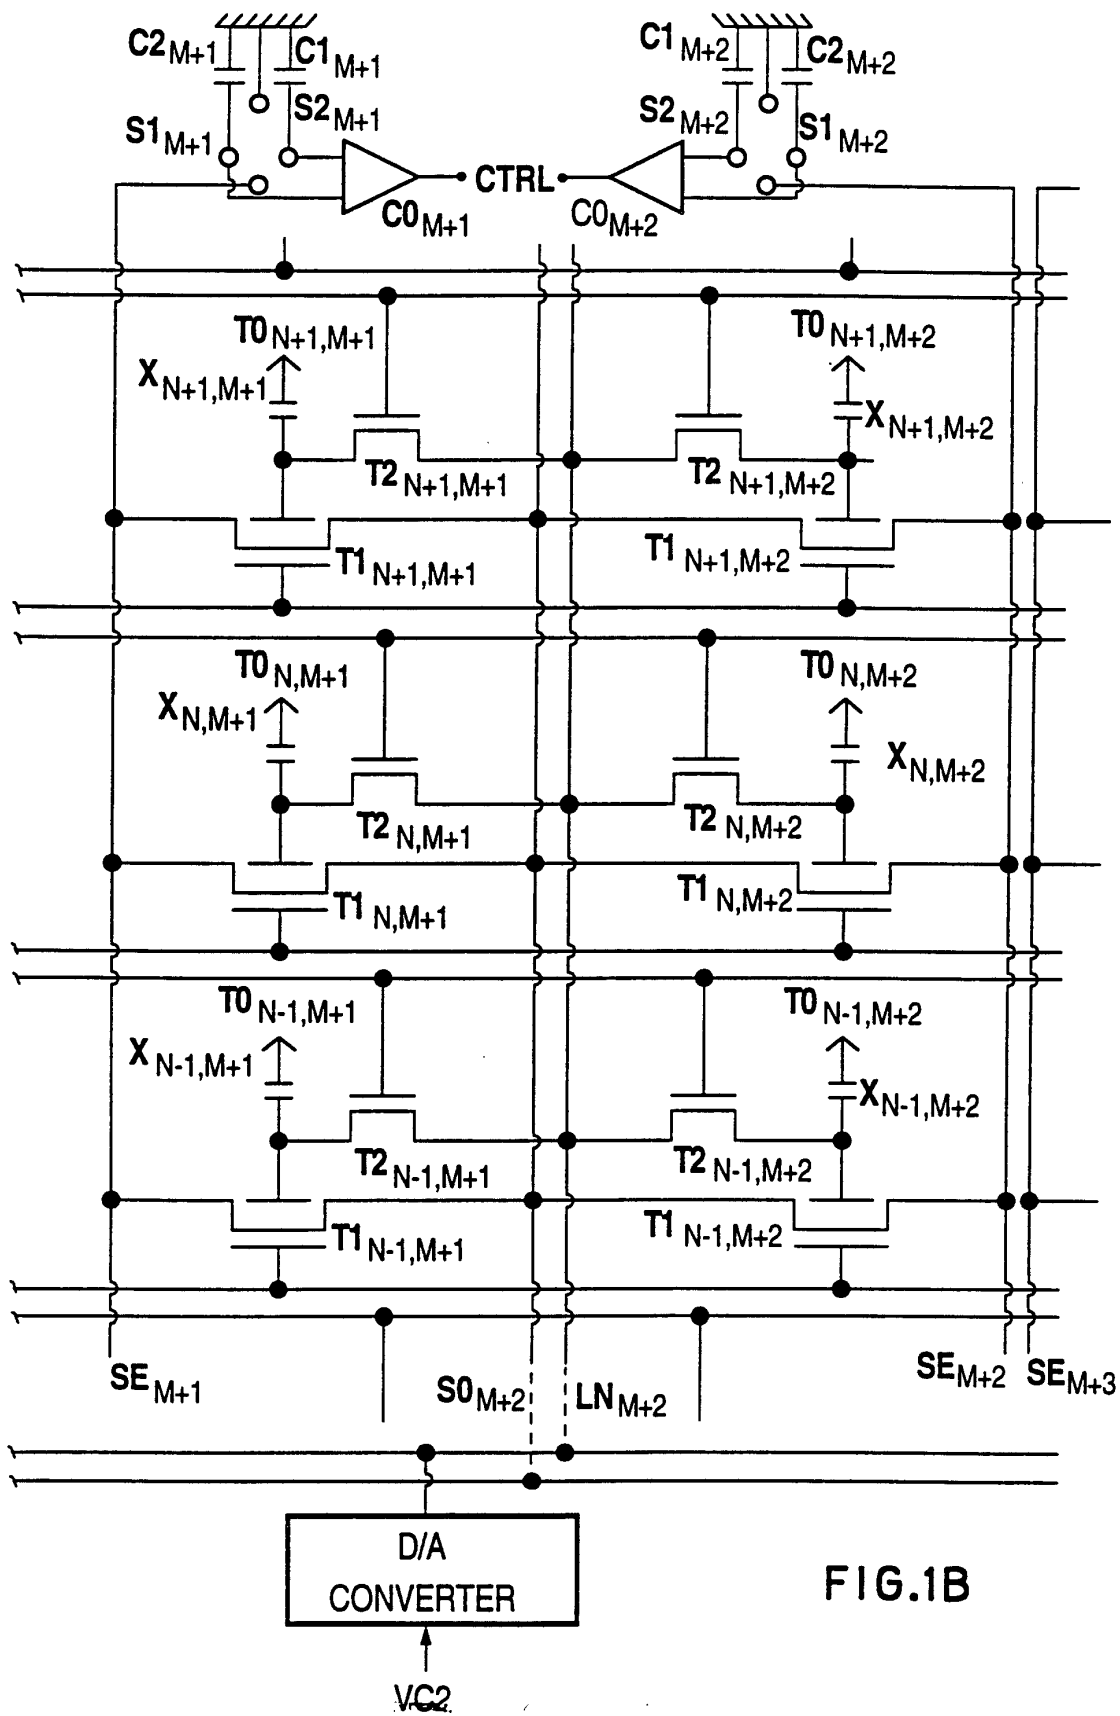 C2M+1 C1M+1 C1M+2 C2M+2
S1M+1 S2M+1 S2M+2 S1M+2
CTRL
C0M+1 C0M+2
T0N+1,M+1 T0N+1,M+2
XN+1,M+1 XN+1,M+2
T2N+1,M+1 T2N+1,M+2
T1N+1,M+1 T1N+1,M+2
T0N,M+1 T0N,M+2
XN,M+1 XN,M+2
T2N,M+1 T2N,M+2
T1N,M+1 T1N,M+2
T0N-1,M+1 T0N-1,M+2
XN-1,M+1 XN-1,M+2
T2N-1,M+1 T2N-1,M+2
T1N-1,M+1 T1N-1,M+2
SEM+1 S0M+2 LNM+2 SEM+2 SEM+3
D/A
CONVERTER
FIG.1B
VC2